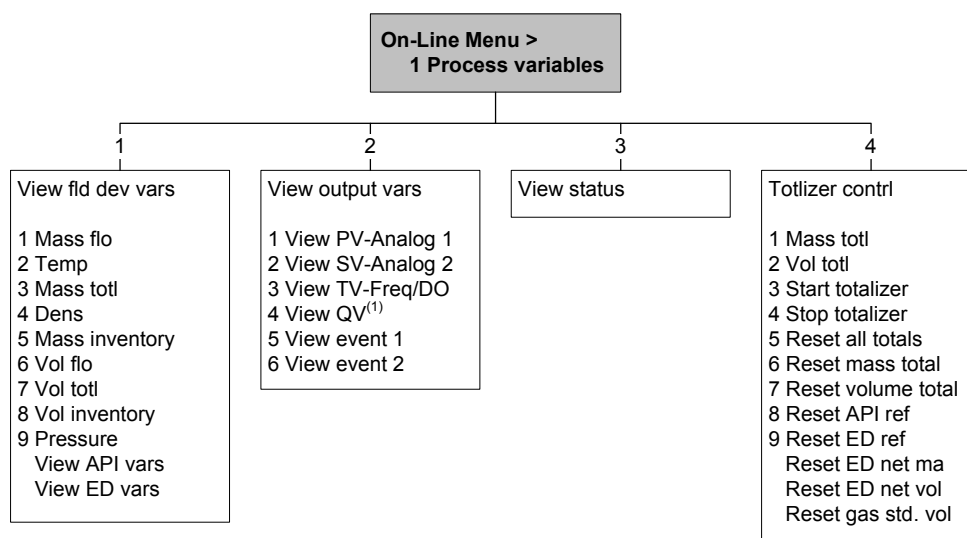 On-Line Menu >
1 Process variables
1
2
3
4
View fld dev vars
1 Mass flo
2 Temp
3 Mass totl
4 Dens
5 Mass inventory
6 Vol flo
7 Vol totl
8 Vol inventory
9 Pressure
View API vars
View ED vars
View output vars
1 View PV-Analog 1
2 View SV-Analog 2
3 View TV-Freq/DO
4 View QV(1)
5 View event 1
6 View event 2
View status
Totlizer contrl
1 Mass totl
2 Vol totl
3 Start totalizer
4 Stop totalizer
5 Reset all totals
6 Reset mass total
7 Reset volume total
8 Reset API ref
9 Reset ED ref
Reset ED net ma
Reset ED net vol
Reset gas std. vol